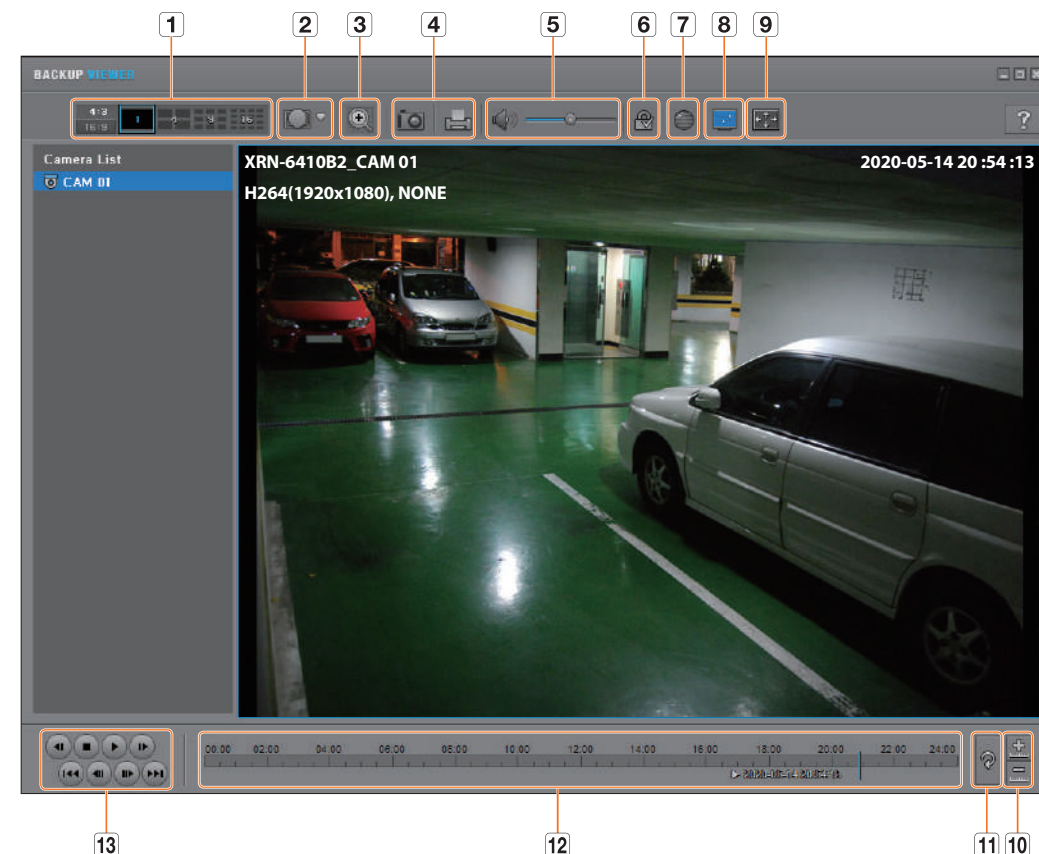 1 2 3 4 5 6 7 8 9
BACKUP VIEWER
4:3 1 4 9 16
16:9
?
Camera List
CAM 01
XRN-6410B2_CAM 01 2020-05-14 20 :54 :13
H264(1920x1080), NONE
00:00 02:00 04:00 06:00 08:00 10:00 12:00 14:00 16:00 18:00 20:00 22:00 24:00
13 12 11 10